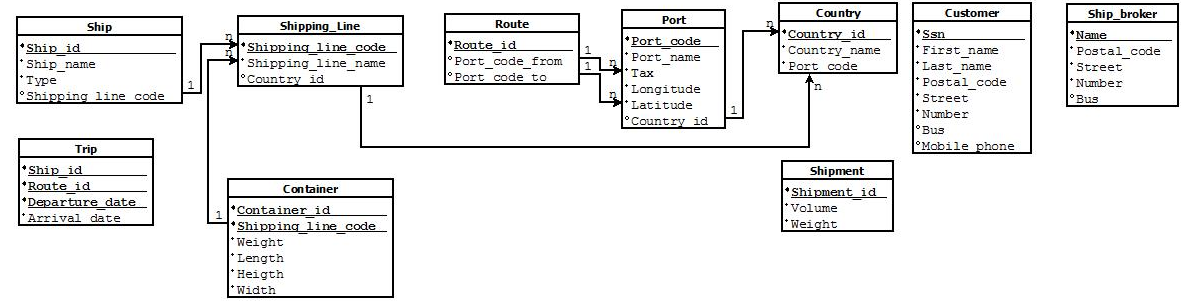 Ship
Ship_id
Ship_name
Type
Shipping_line_code
1
n
n
Shipping_Line
Shipping_line_code
Shipping_line_name
Country_id
1
Route
Route_id
Port_code_from
Port_code_to
1
1
n
n
Port
Port_code
Port_name
Tax
Longitude
Latitude
Country_id
1
n
Country
Country_id
Country_name
Port_code
n
Customer
Ssn
First_name
Last_name
Postal_code
Street
Number
Bus
Mobile_phone
Ship_broker
Name
Postal_code
Street
Number
Bus
Trip
Ship_id
Route_id
Departure_date
Arrival_date
1
Container
Container_id
Shipping_line_code
Weight
Length
Heigth
Width
Shipment
Shipment_id
Volume
Weight